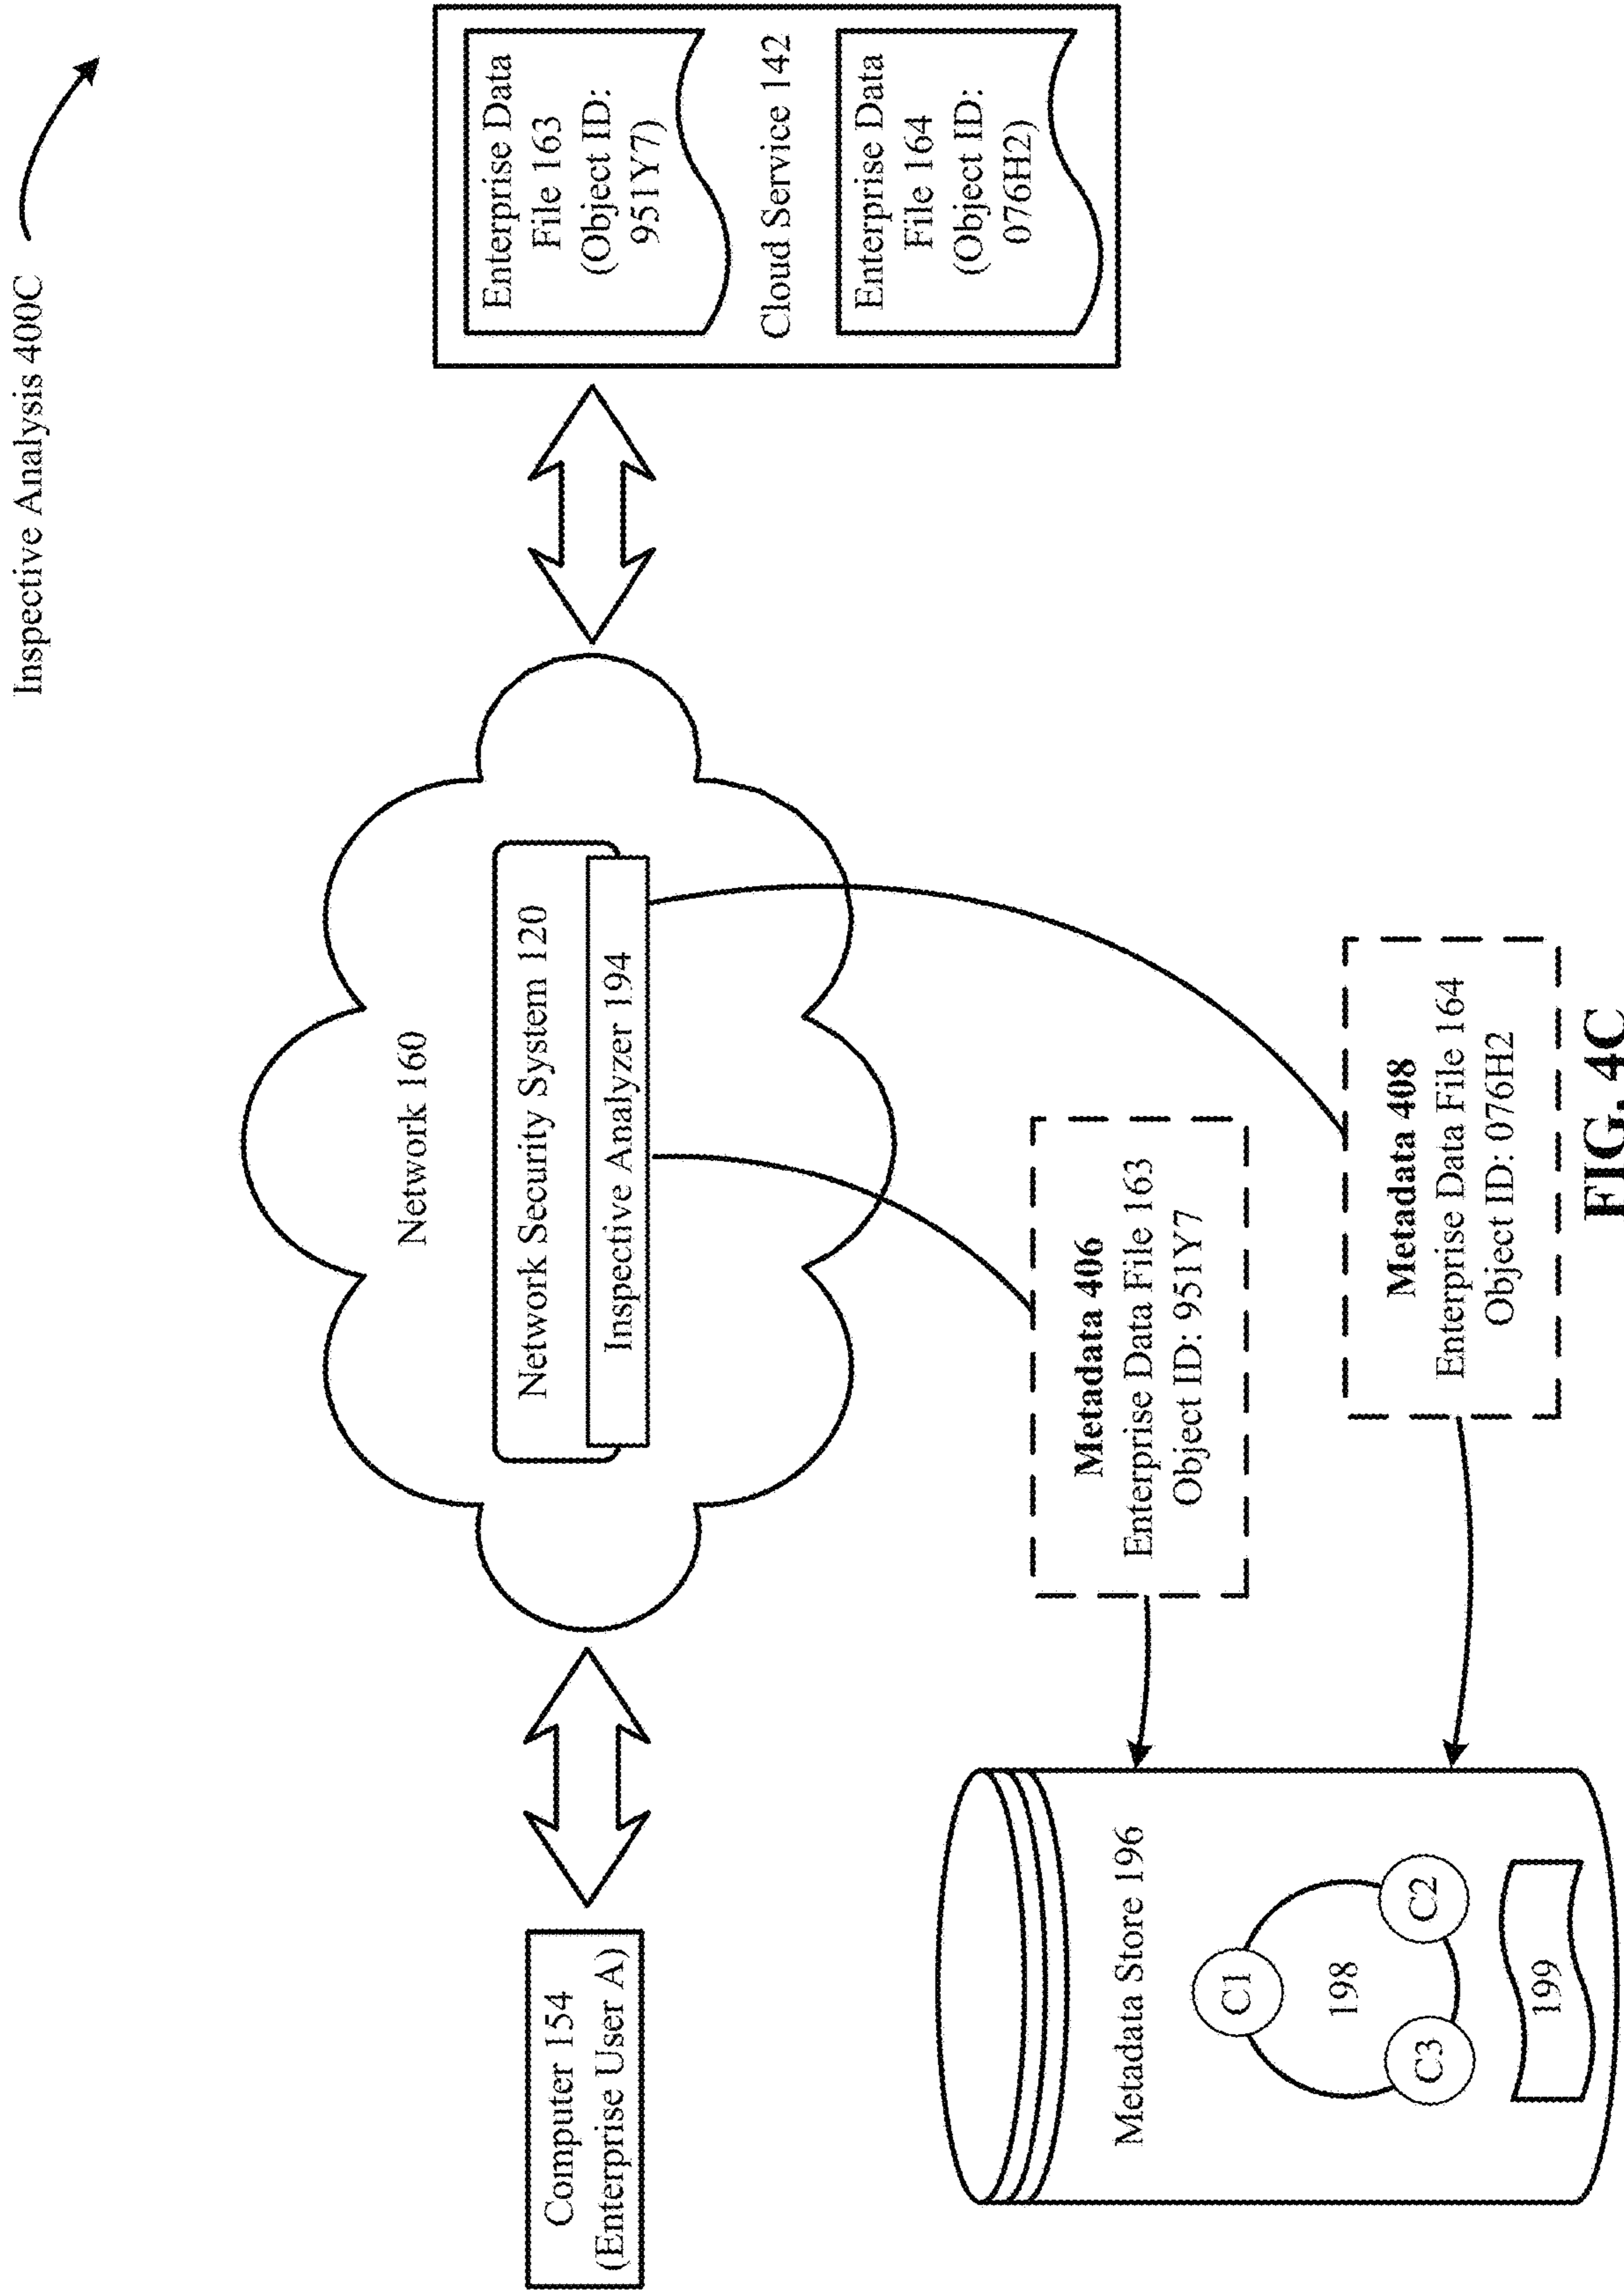 Inspective Analysis 400C
Computer 154
(Enterprise User A)
Network 160
Network Security System 120
Inspective Analyzer 194
Enterprise Data
File 163
(Object ID:
951Y7)
Cloud Service 142
Enterprise Data
File 164
(Object ID:
076H2)
Metadata Store 196
C1
198
C3
C2
199
Metadata 406
Enterprise Data File 163
Object ID: 951Y7
Metadata 408
Enterprise Data File 164
Object ID: 076H2
FIG. 4C